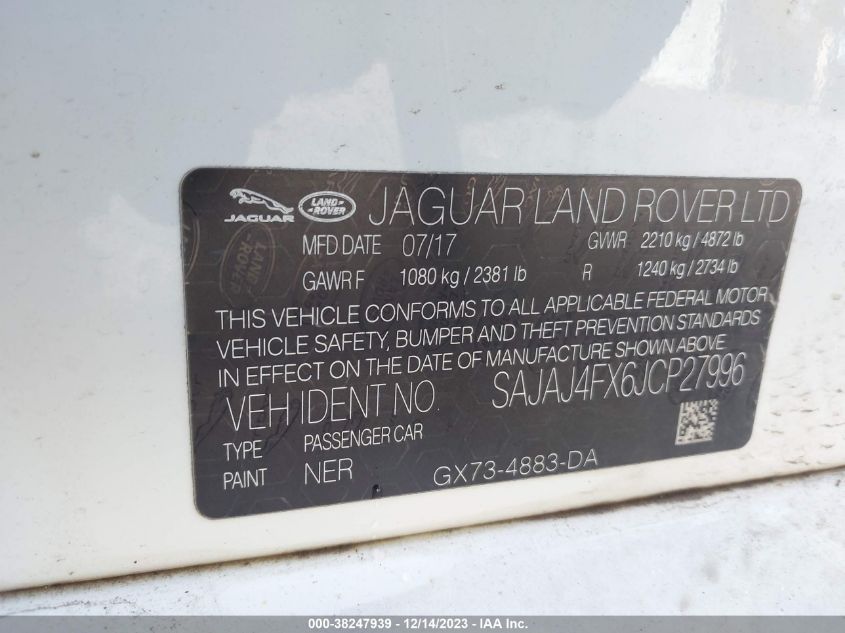 JAGUAR LAND-ROVER JAGUAR LAND ROVER LTD
MFD DATE 07/17 GVWR 2210 kg / 4872 lb
GAWR F 1080 kg / 2381 lb R 1240 kg / 2734 lb
THIS VEHICLE CONFORMS TO ALL APPLICABLE FEDERAL MOTOR
VEHICLE SAFETY, BUMPER AND THEFT PREVENTION STANDARDS
IN EFFECT ON THE DATE OF MANUFACTURE SHOWN ABOVE.
VEH IDENT NO. SAJAJ4FX6JCP27996
TYPE PASSENGER CAR
PAINT NER GX73-4883-DA
000-38247939 - 12/14/2023 - IAA Inc.